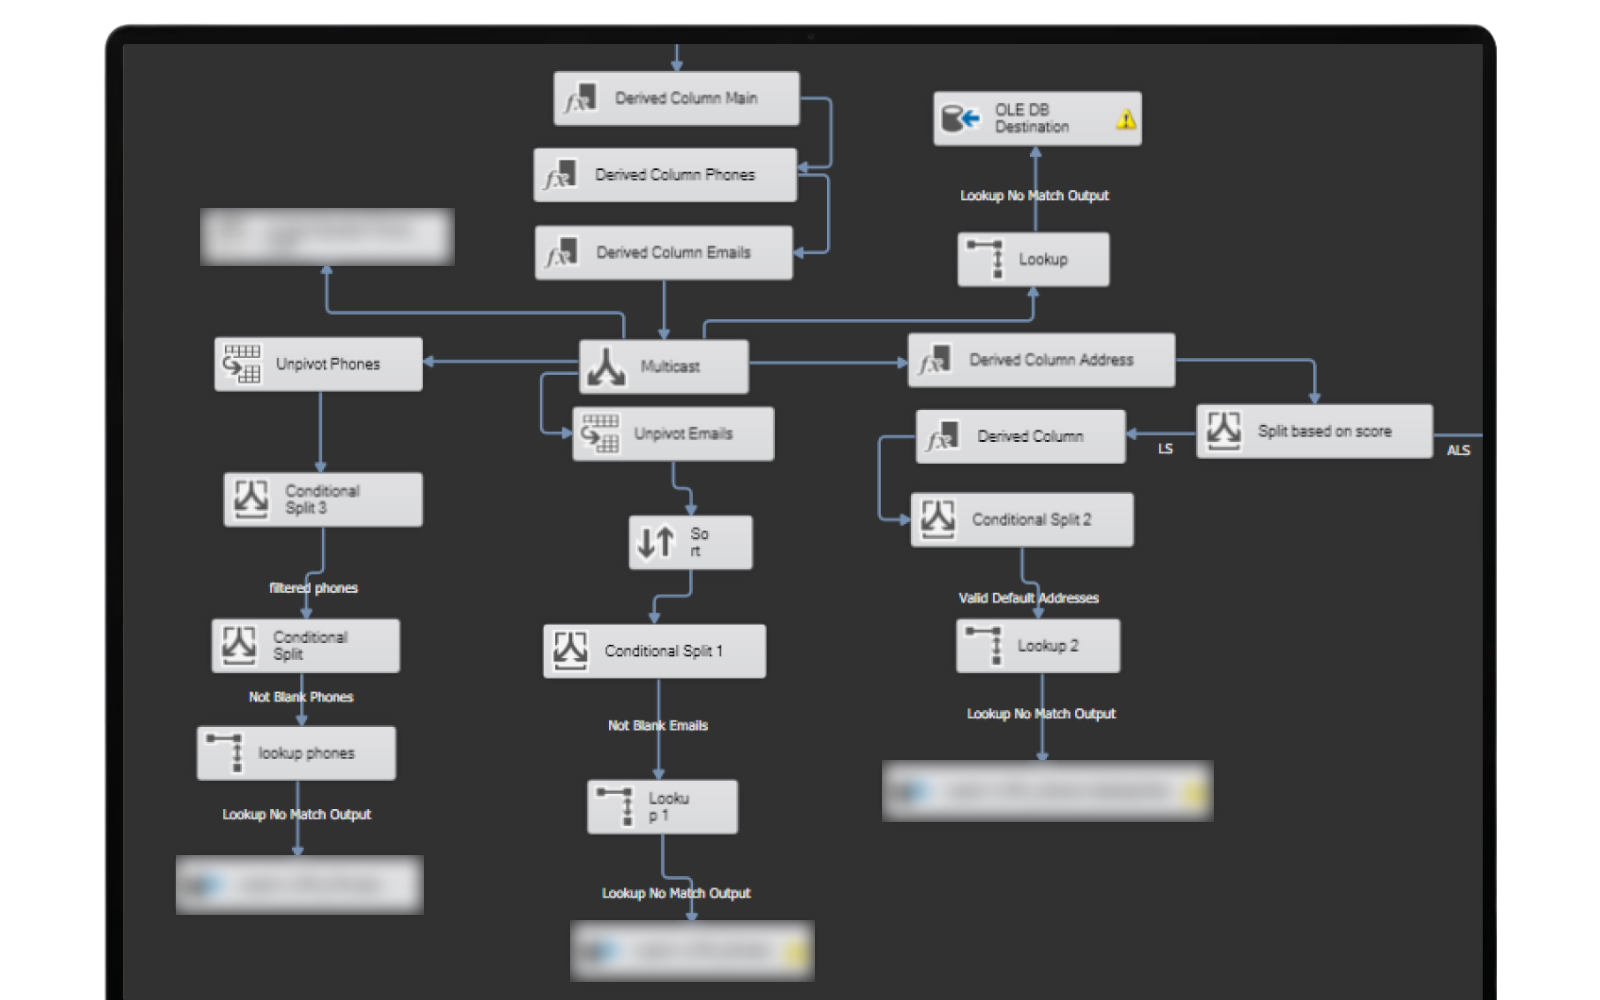 Derived Column Main
OLE DB
Destination
Derived Column Phones
Lookup No Match Output
Derived Column Emails
Lookup
Unpivot Phones
Multicast
Derived Column Address
Unpivot Emails
Derived Column
LS
Split based on score
ALS
Conditional
Split 3
So
rt
Conditional Split 2
filtered phones
Valid Default Addresses
Conditional
Split
Conditional Split 1
Lookup 2
Not Blank Phones
Not Blank Emails
Lookup No Match Output
lookup phones
Looku
p 1
Lookup No Match Output
Lookup No Match Output